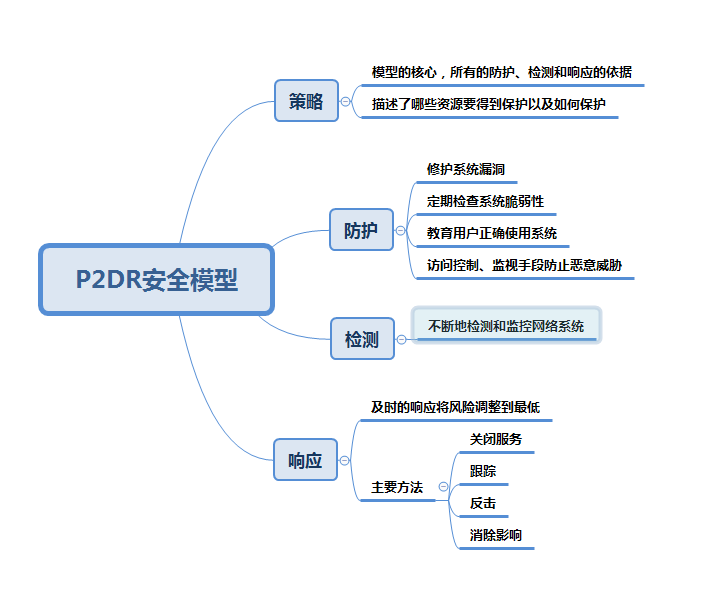 P2DR安全模型
策略
模型的核心，所有的防护、检测和响应的依据
描述了哪些资源要得到保护以及如何保护
防护
修护系统漏洞
定期检查系统脆弱性
教育用户正确使用系统
访问控制、监视手段防止恶意威胁
检测
不断地检测和监控网络系统
响应
及时的响应将风险调整到最低
主要方法
关闭服务
跟踪
反击
消除影响